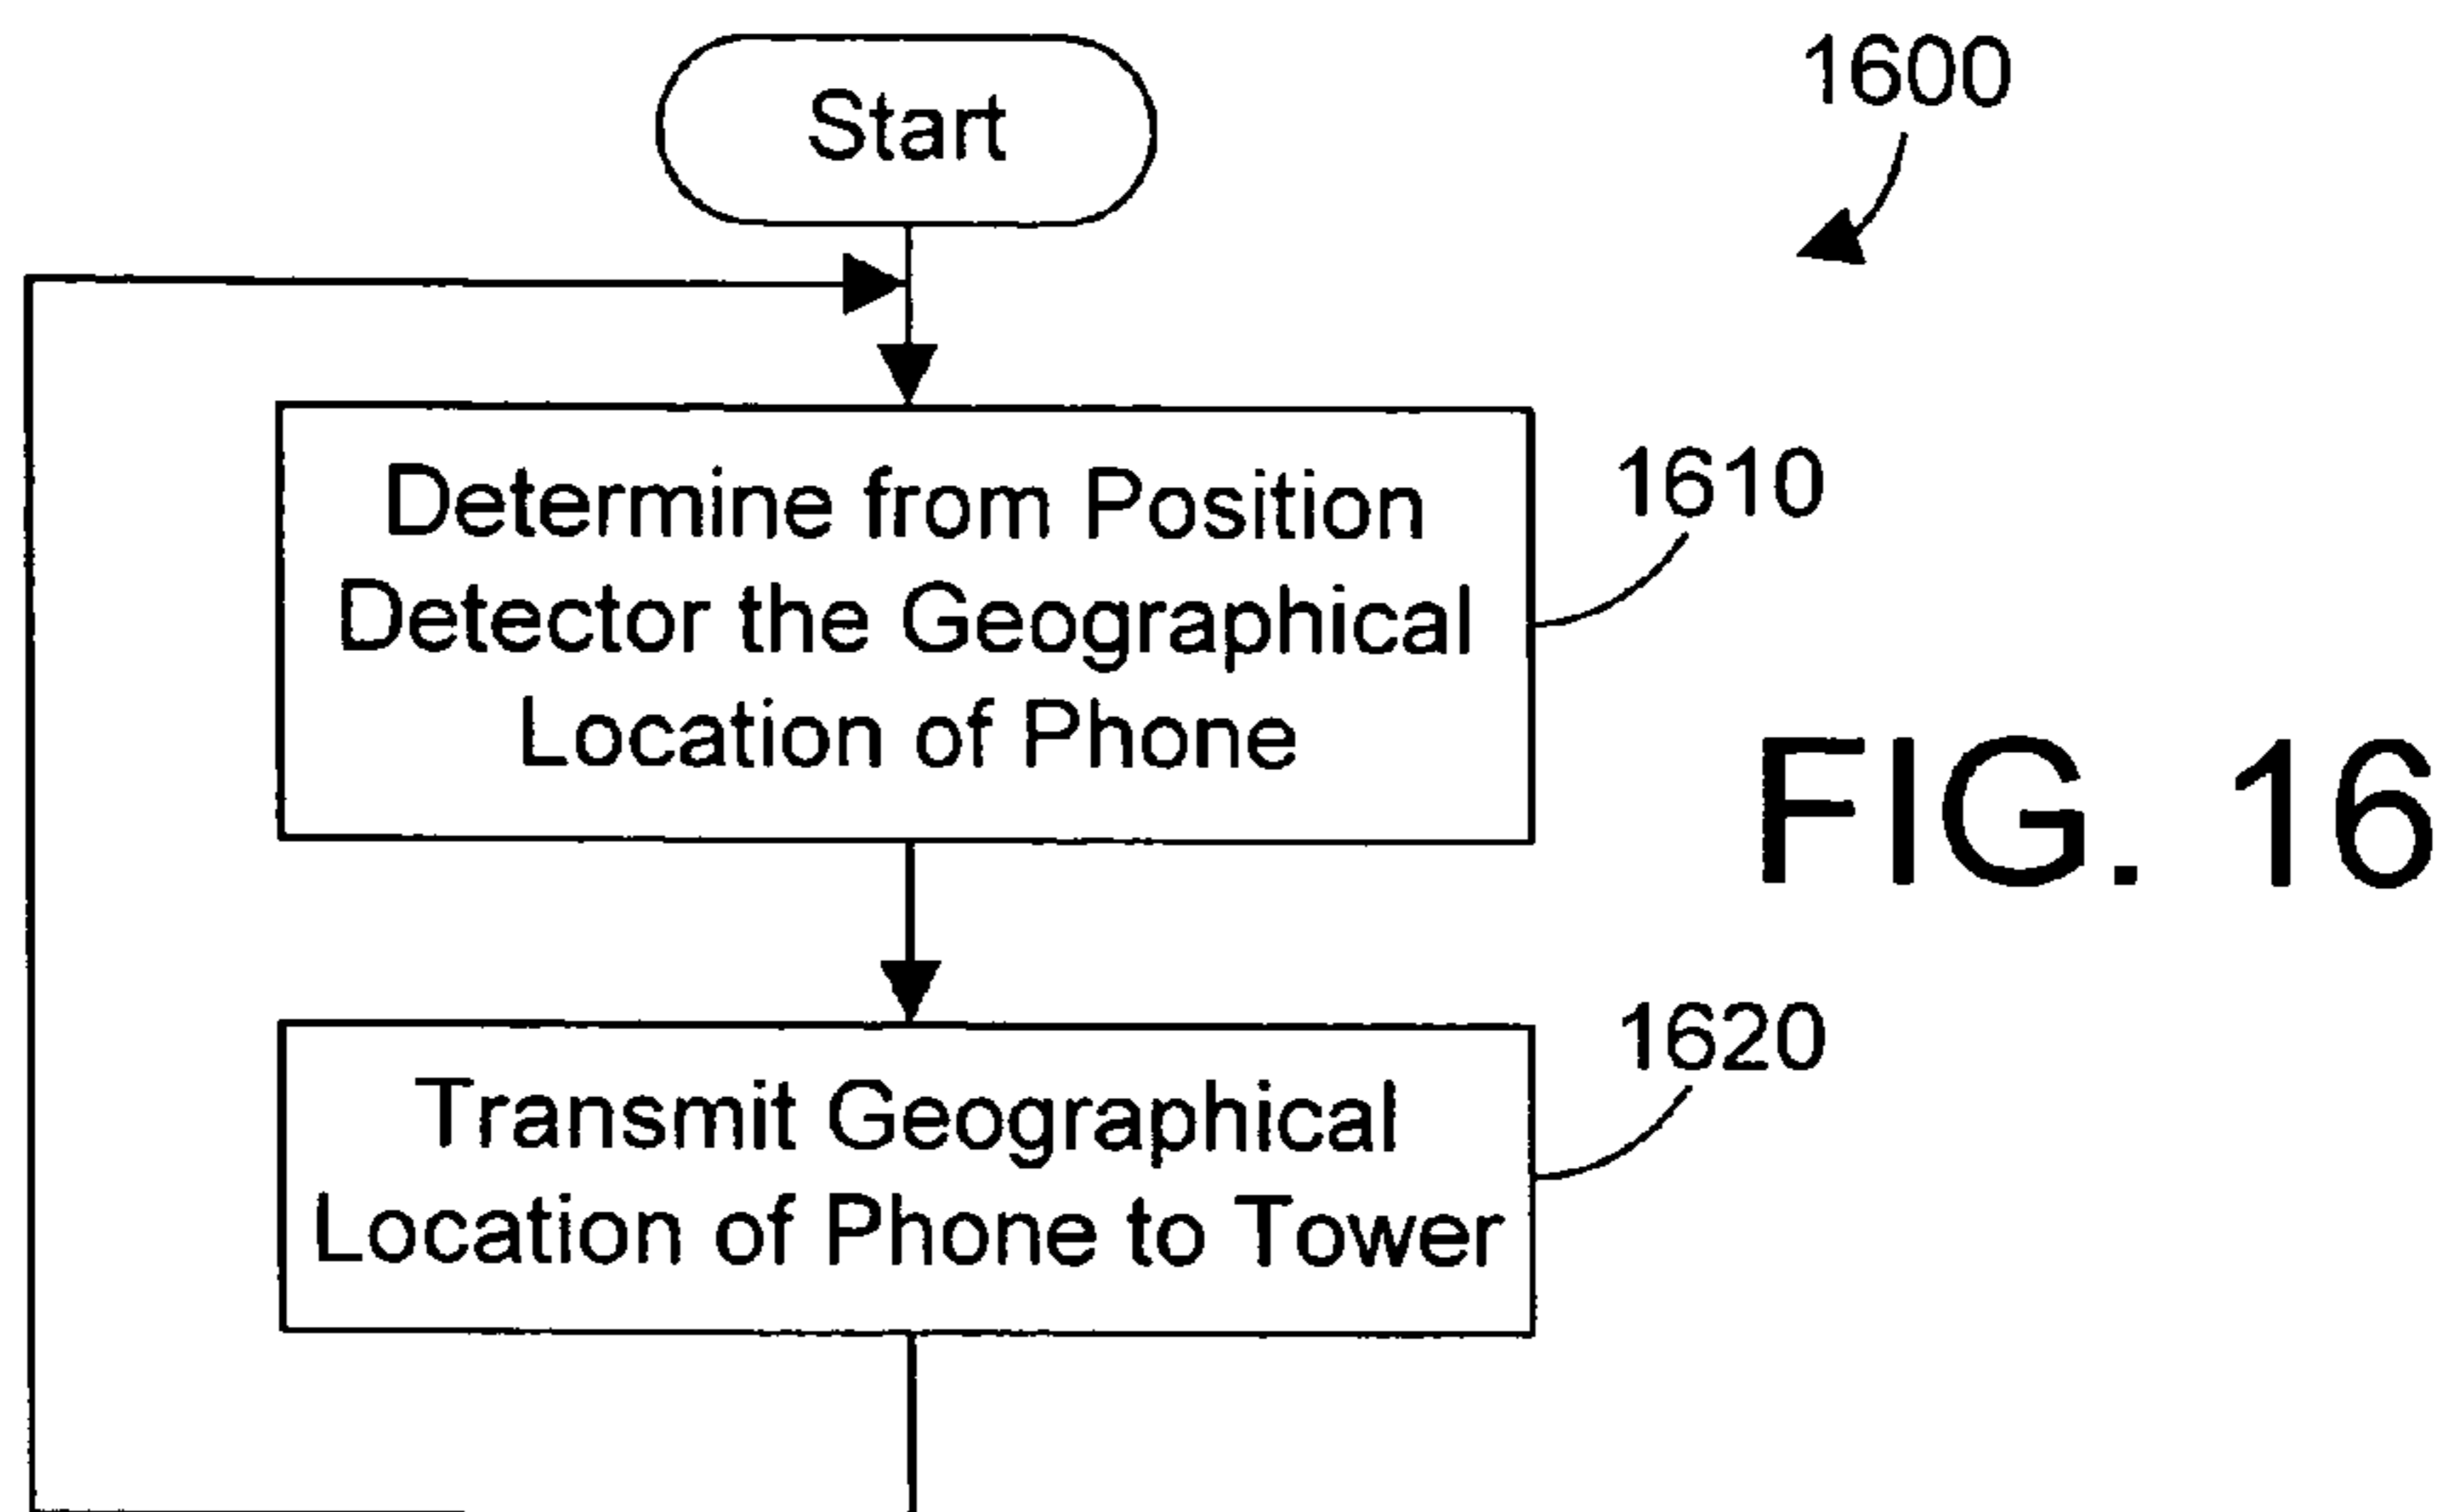 Start
1600
Determine from Position
Detector the Geographical
Location of Phone
1610
FIG. 16
Transmit Geographical
Location of Phone to Tower
1620